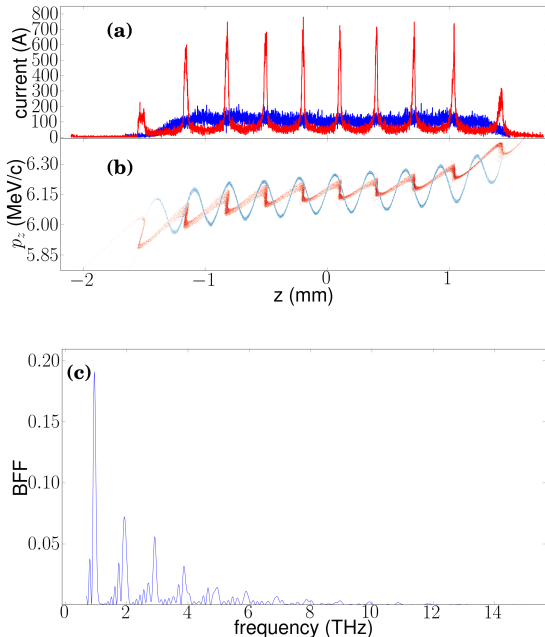 (a)
800
700
600
500
400
300
200
100
0
current (A)
(b)
6.30
6.15
6.00
5.85
p_z (MeV/c)
−2 −1 0 1
z (mm)
(c)
0.20
0.15
0.10
0.05
BFF
0 2 4 6 8 10 12 14
frequency (THz)